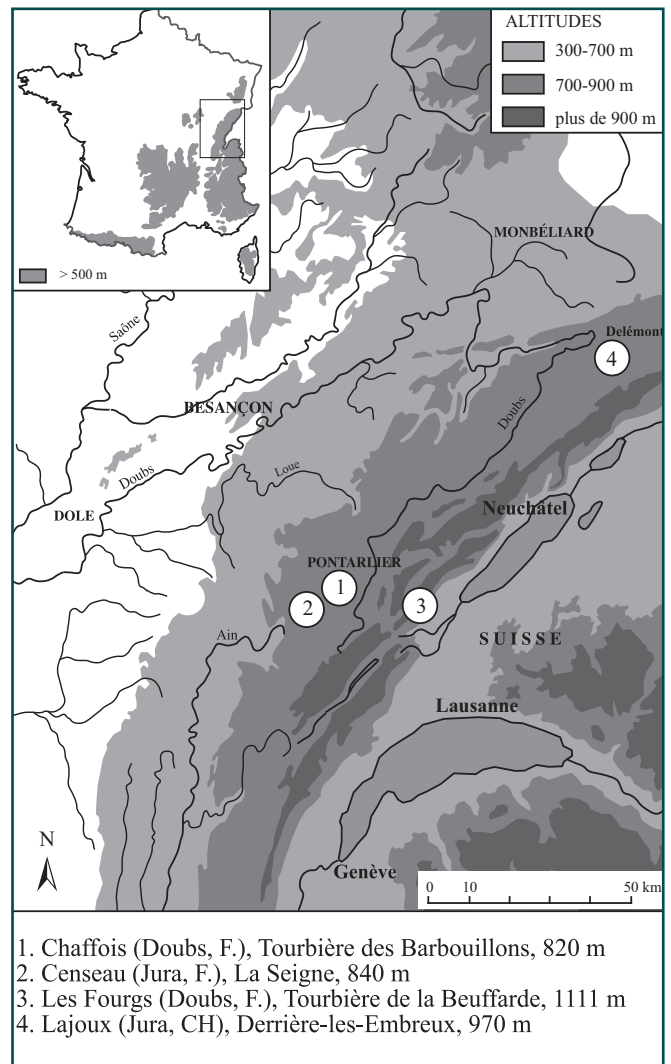 ALTITUDES
300-700 m
700-900 m
plus de 900 m
> 500 m
MONBÉLIARD
Saône
Delémont
4
BESANÇON
Doubs
Doubs
Loue
DOLE
Neuchâtel
PONTARLIER
1
2
3
Ain
SUISSE
Lausanne
N
Genève
0 10 50 km
1. Chaffois (Doubs, F.), Tourbière des Barbouillons, 820 m
2. Censeau (Jura, F.), La Seigne, 840 m
3. Les Fourgs (Doubs, F.), Tourbière de la Beuffarde, 1111 m
4. Lajoux (Jura, CH), Derrière-les-Embreux, 970 m